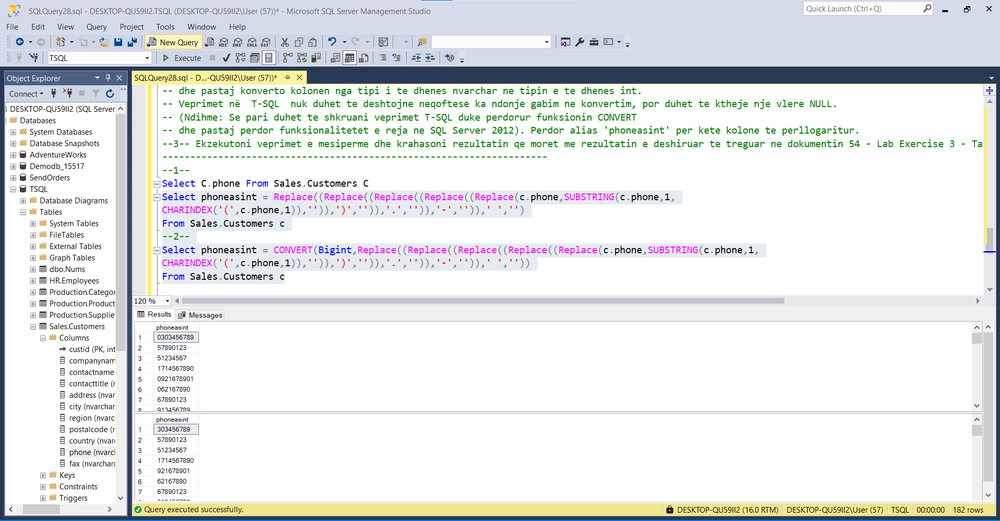 SQLQuery28.sql - DESKTOP-QU59II2.TSQL (DESKTOP-QU59II2\User (57))* - Microsoft SQL Server Management Studio
Quick Launch (Ctrl+Q)
File Edit View Query Project Tools Window Help
New Query
MDX DMX XMLA DAX
TSQL
Execute
Object Explorer
SQLQuery28.sql - D...-QU59II2\User (57))*
Connect
DESKTOP-QU59II2 (SQL Server
Databases
System Databases
Database Snapshots
AdventureWorks
Demodb_15517
SendOrders
TSQL
Database Diagrams
Tables
System Tables
FileTables
External Tables
Graph Tables
dbo.Nums
HR.Employees
Production.Categor
Production.Product
Production.Supplie
Sales.Customers
Columns
custid (PK, int
companynam
contactname
contacttitle (r
address (nvar
city (nvarchar
region (nvarc
postalcode (r
country (nvar
phone (nvarcl
fax (nvarchar(
Keys
Constraints
Triggers
-- dhe pastaj konverto kolonen nga tipi i te dhenes nvarchar ne tipin e te dhenes int.
-- Veprimet në  T-SQL  nuk duhet te deshtojne neqoftese ka ndonje gabim ne konvertim, por duhet te ktheje nje vlere NULL.
-- (Ndihme: Se pari duhet te shkruani veprimet T-SQL duke perdorur funksionin CONVERT
-- dhe pastaj perdor funksionalitetet e reja ne SQL Server 2012). Perdor alias 'phoneasint' per kete kolone te perllogaritur.
--3-- Ekzekutoni veprimet e mesiperme dhe krahasoni rezultatin qe moret me rezultatin e deshiruar te treguar ne dokumentin 54 - Lab Exercise 3 - Ta
---------------------------------------------------------------------
--1--
Select C.phone From Sales.Customers C
Select phoneasint = Replace((Replace((Replace((Replace((Replace(c.phone,SUBSTRING(c.phone,1,
CHARINDEX('(',c.phone,1)),'')),')','')),'.','')),'-','')),' ','')
From Sales.Customers c
--2--
Select phoneasint = CONVERT(Bigint,Replace((Replace((Replace((Replace((Replace(c.phone,SUBSTRING(c.phone,1,
CHARINDEX('(',c.phone,1)),'')),')','')),'.','')),'-','')),' ',''))
From Sales.Customers c
120 %
Results Messages
phoneasint
1 0303456789
2 57890123
3 51234567
4 1714567890
5 0921678901
6 062167890
7 67890123
8 913456789
phoneasint
1 303456789
2 57890123
3 51234567
4 1714567890
5 921678901
6 62167890
7 67890123
Query executed successfully.
DESKTOP-QU59II2 (16.0 RTM) DESKTOP-QU59II2\User (57) TSQL 00:00:00 182 rows